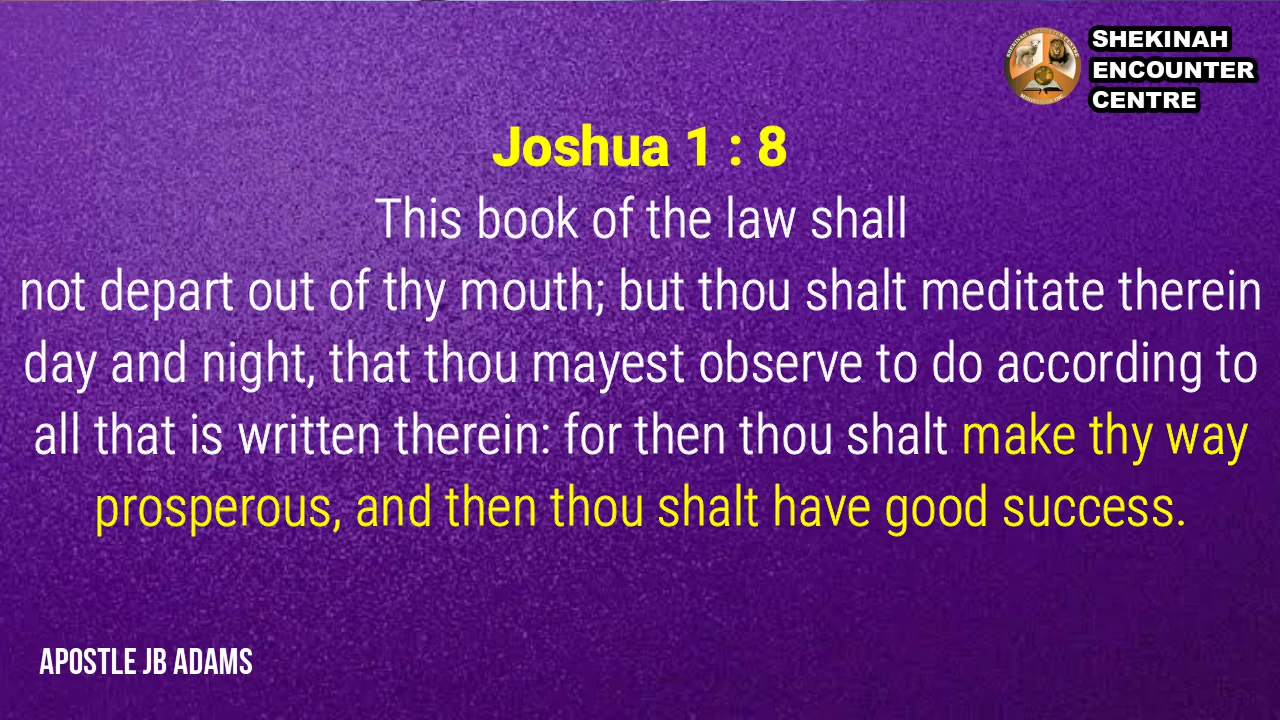 SHEKINAH
ENCOUNTER
CENTRE
Joshua 1 : 8
This book of the law shall
not depart out of thy mouth; but thou shalt meditate therein
day and night, that thou mayest observe to do according to
all that is written therein: for then thou shalt make thy way
prosperous, and then thou shalt have good success.
APOSTLE JB ADAMS